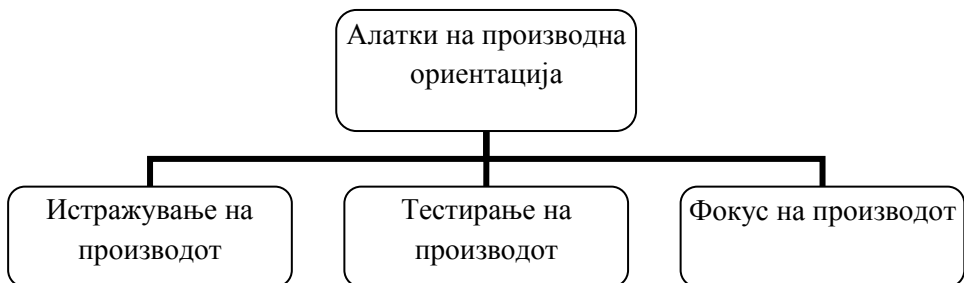 Алатки на производна
ориентација
Истражување на
производот
Тестирање на
производот
Фокус на производот